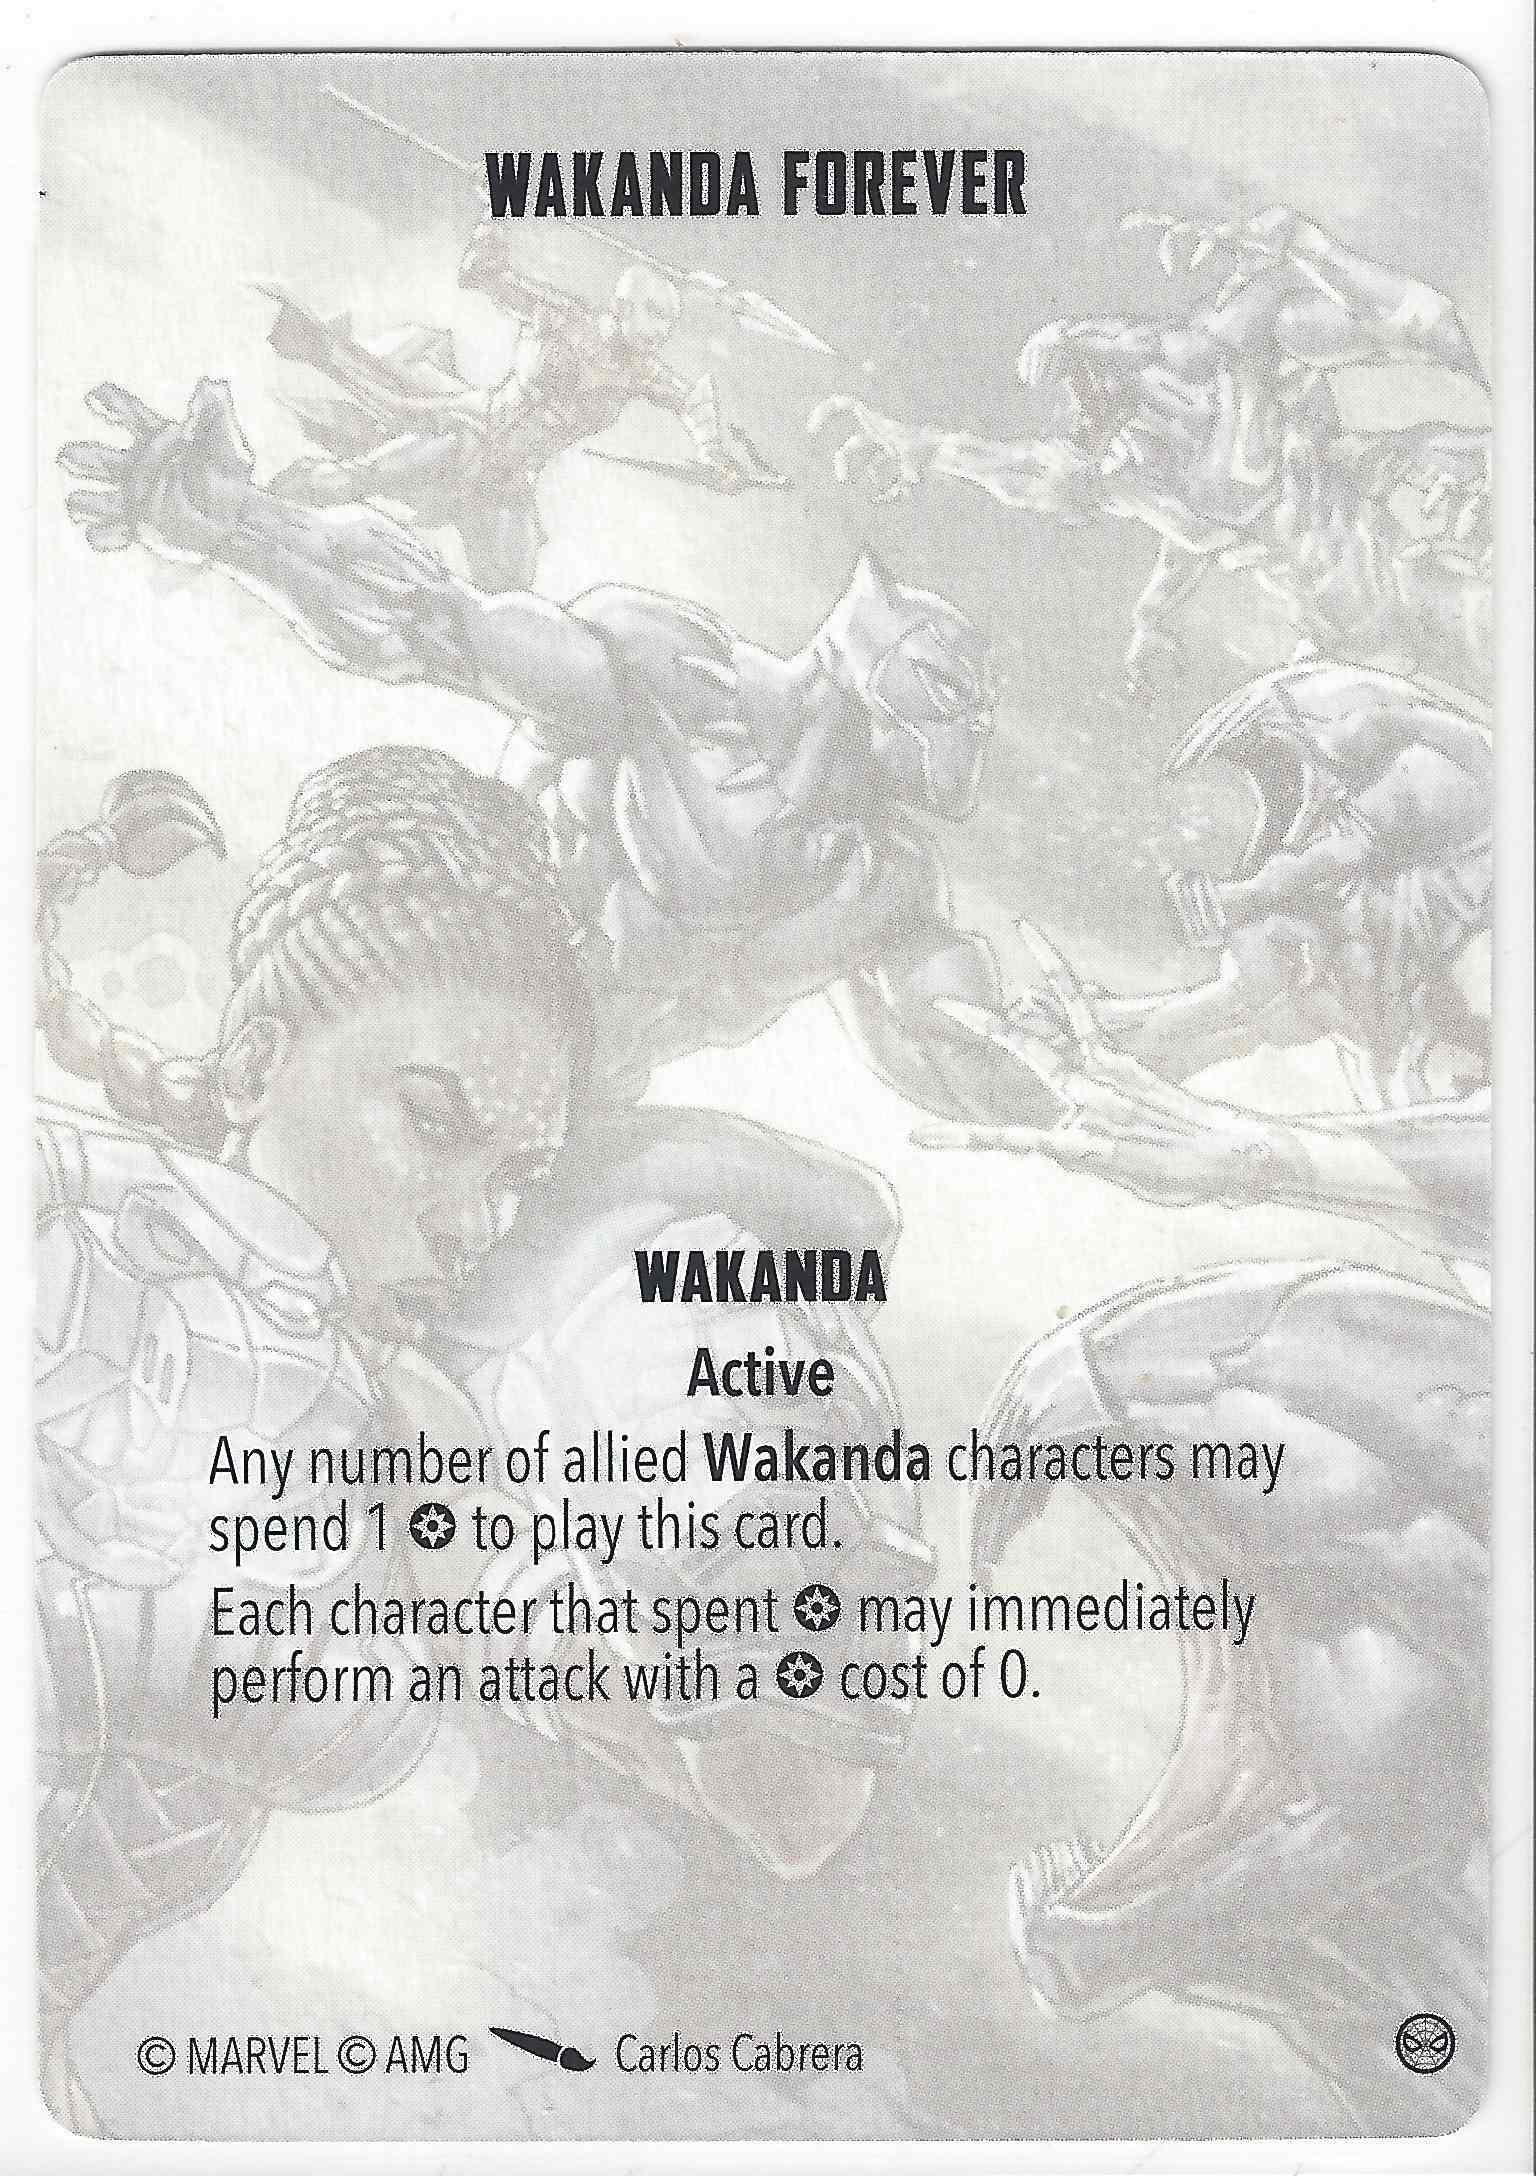 WAKANDA FOREVER
WAKANDA
Active
Any number of allied Wakanda characters may
spend 1 to play this card.
Each character that spent may immediately
perform an attack with a cost of 0.
© MARVEL © AMG Carlos Cabrera